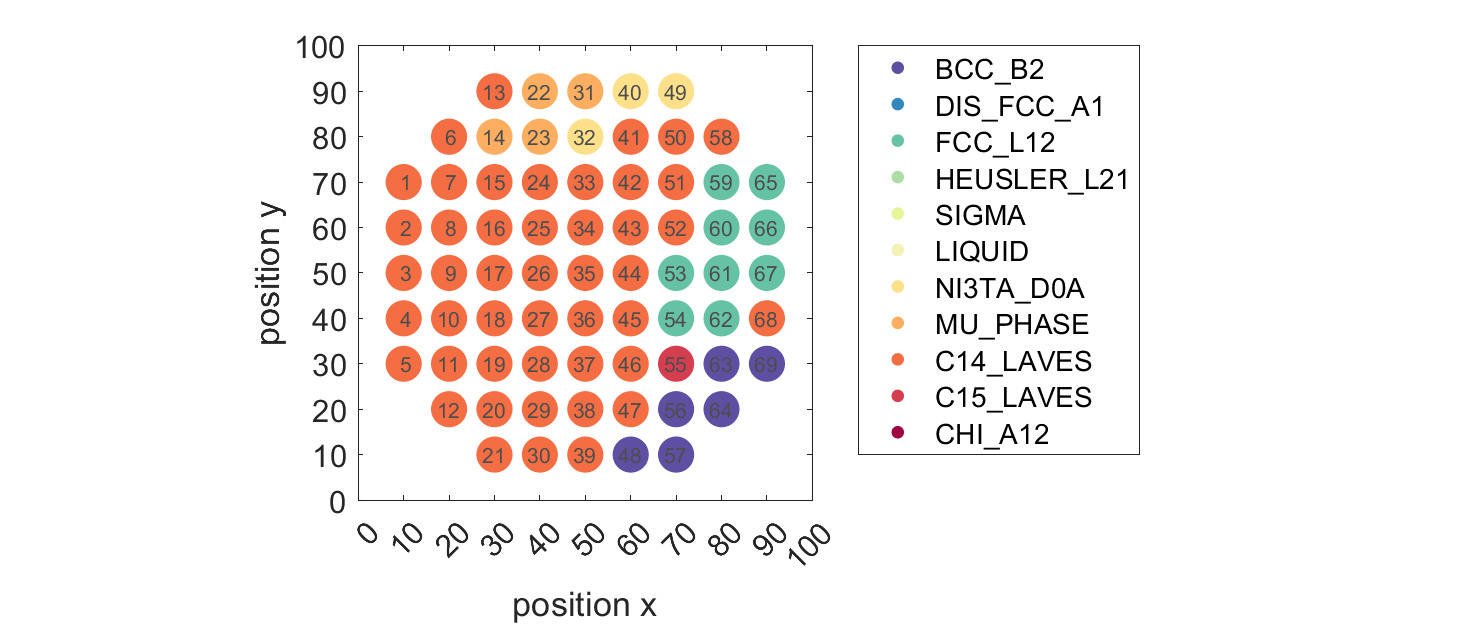 100
90
80
70
60
50
40
30
20
10
0
position y
13 22 31 40 49
6 14 23 32 41 50 58
1 7 15 24 33 42 51 59 65
2 8 16 25 34 43 52 60 66
3 9 17 26 35 44 53 61 67
4 10 18 27 36 45 54 62 68
5 11 19 28 37 46 55 63 69
12 20 29 38 47 56 64
21 30 39 48 57
0 10 20 30 40 50 60 70 80 90 100
position x
BCC_B2
DIS_FCC_A1
FCC_L12
HEUSLER_L21
SIGMA
LIQUID
NI3TA_D0A
MU_PHASE
C14_LAVES
C15_LAVES
CHI_A12